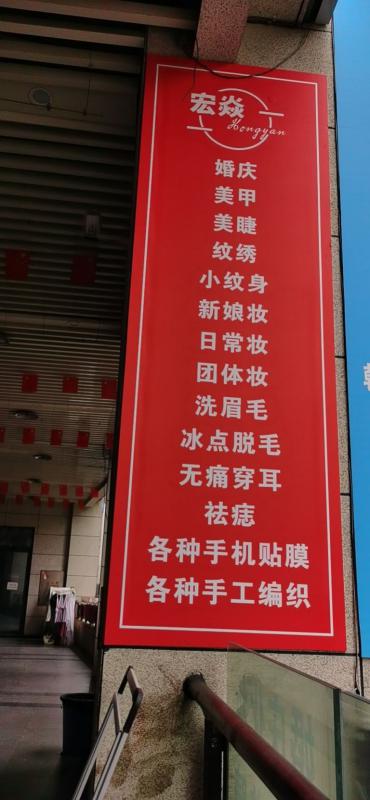 宏焱
Hongyan
婚庆
美甲
美睫
纹绣
小纹身
新娘妆
日常妆
团体妆
洗眉毛
冰点脱毛
无痛穿耳
祛痣
各种手机贴膜
各种手工编织